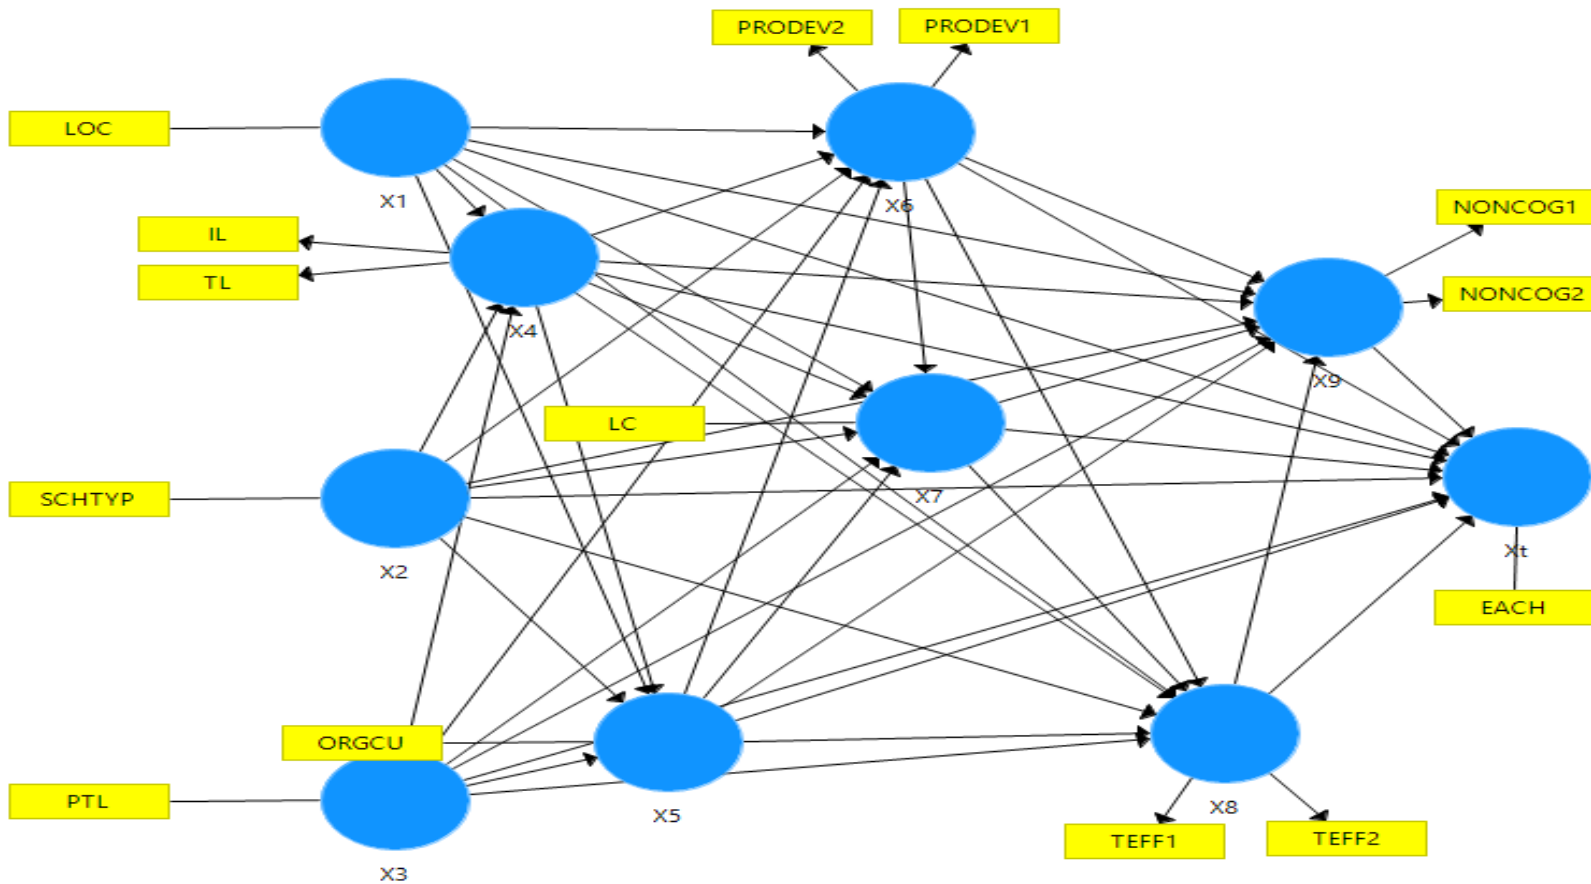 PRODEV2
PRODEV1
LOC
X1
X6
IL
TL
X4
NONCOG1
NONCOG2
X9
LC
X7
SCHTYP
X2
Xt
EACH
ORGCU
X5
PTL
X3
X8
TEFF1
TEFF2